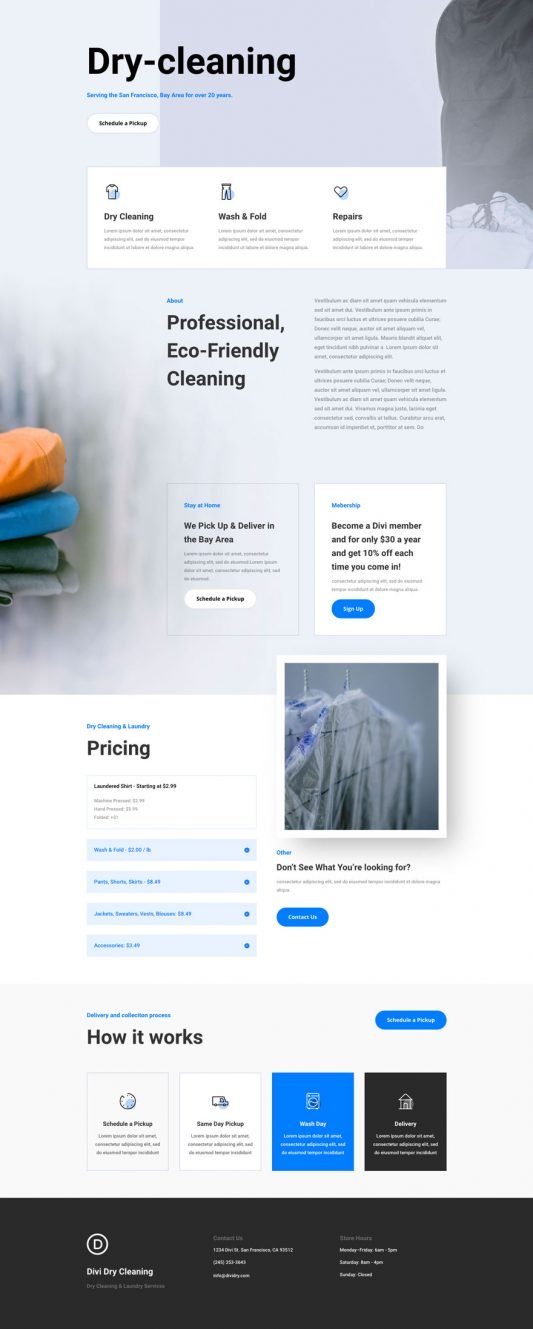 Dry-cleaning
Serving the San Francisco, Bay Area for over 20 years.
Schedule a Pickup
Dry Cleaning
Lorem ipsum dolor sit amet, consectetur
adipiscing elit, sed do eiusmod tempor
incididunt ut labore et dolore magna aliqua.
Wash & Fold
Lorem ipsum dolor sit amet, consectetur
adipiscing elit, sed do eiusmod tempor
incididunt ut labore et dolore magna aliqua.
Repairs
Lorem ipsum dolor sit amet, consectetur
adipiscing elit, sed do eiusmod tempor
incididunt ut labore et dolore magna aliqua.
About
Professional,
Eco-Friendly
Cleaning
Vestibulum ac diam sit amet quam vehicula elementum
sed sit amet dui. Vestibulum ante ipsum primis in
faucibus orci luctus et ultrices posuere cubilia Curae;
Donec velit neque, auctor sit amet aliquam vel,
ullamcorper sit amet ligula. Mauris blandit aliquet elit,
eget tincidunt nibh pulvinar a. Lorem ipsum dolor sit
amet, consectetur adipiscing elit.
Vestibulum ante ipsum primis in faucibus orci luctus et
ultrices posuere cubilia Curae; Donec velit neque,
auctor sit amet aliquam vel, ullamcorper sit amet ligula.
Vestibulum ac diam sit amet quam vehicula elementum
sed sit amet dui. Vivamus magna justo, lacinia eget
consectetur sed, convallis at tellus. Curabitur arcu erat,
accumsan id imperdiet et, porttitor at sem. Do
Stay at Home
We Pick Up & Deliver in
the Bay Area
Lorem ipsum dolor sit amet, consectetur
adipiscing elit, sed do eiusmod Lorem ipsum
dolor sit amet, consectetur adipiscing elit, sed
do eiusmod
Schedule a Pickup
Mebership
Become a Divi member
and for only $30 a year
and get 10% off each
time you come in!
consectetur adipiscing elit, sed do eiusmod
tempor incididunt et dolore magna aliqua.
Sign Up
Dry Cleaning & Laundry
Pricing
Laundered Shirt - Starting at $2.99
Machine Pressed: $2.99
Hand Pressed: $5.99
Folded: +$1
Wash & Fold - $2.00 / lb
Pants, Shorts, Skirts - $8.49
Jackets, Sweaters, Vests, Blouses: $8.49
Accessories: $3.49
Other
Don't See What You're looking for?
consectetur adipiscing elit, sed do eiusmod tempor incididunt et dolore magna
aliqua.
Contact Us
Delivery and colleciton process
How it works
Schedule a Pickup
Schedule a Pickup
Lorem ipsum dolor sit amet,
consectetur adipiscing elit, sed
do eiusmod tempor incididunt
Same Day Pickup
Lorem ipsum dolor sit amet,
consectetur adipiscing elit, sed
do eiusmod tempor incididunt
Wash Day
Lorem ipsum dolor sit amet,
consectetur adipiscing elit, sed
do eiusmod tempor incididunt
Delivery
Lorem ipsum dolor sit amet,
consectetur adipiscing elit, sed
do eiusmod tempor incididunt
D
Divi Dry Cleaning
Dry Cleaning & Laundry Services
Contact Us
1234 Divi St. San Francisco, CA 93512
(245) 353-3643
info@dividry.com
Store Hours
Monday–Friday: 6am - 5pm
Saturday: 8am - 4pm
Sunday: Closed